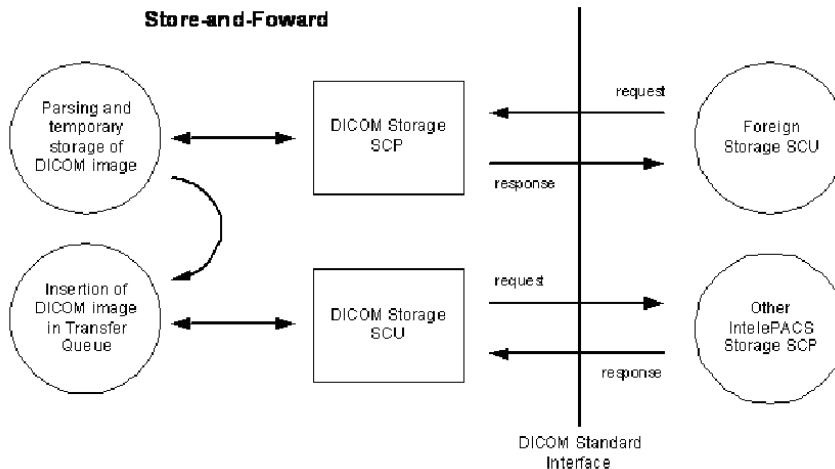 Store-and-Foward
Parsing and
temporary
storage of
DICOM image
DICOM Storage
SCP
request
response
Foreign
Storage SCU
Insertion of
DICOM image
in Transfer
Queue
DICOM Storage
SCU
request
response
Other
IntelePACS
Storage SCP
DICOM Standard
Interface